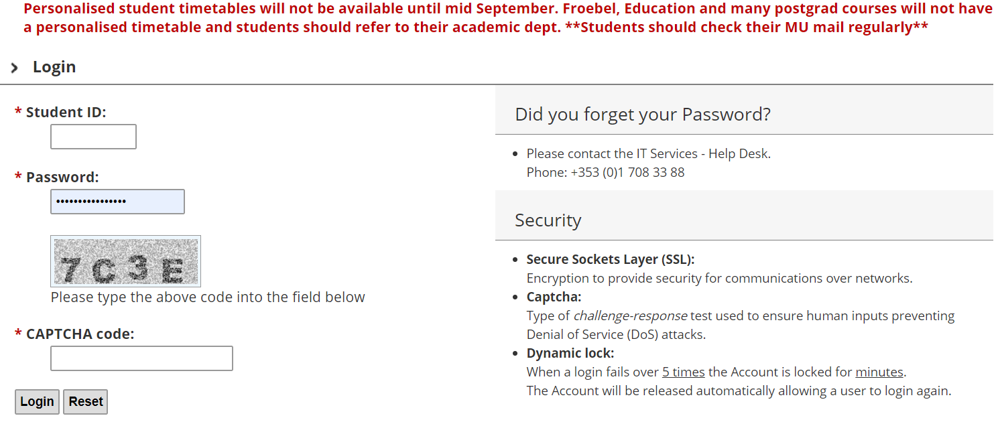 Personalised student timetables will not be available until mid September. Froebel, Education and many postgrad courses will not have
a personalised timetable and students should refer to their academic dept. **Students should check their MU mail regularly**
Login
* Student ID:
* Password:
••••••••••••••••
7C3E
Please type the above code into the field below
* CAPTCHA code:
Login Reset
Did you forget your Password?
• Please contact the IT Services - Help Desk.
Phone: +353 (0)1 708 33 88
Security
• Secure Sockets Layer (SSL):
Encryption to provide security for communications over networks.
• Captcha:
Type of challenge-response test used to ensure human inputs preventing
Denial of Service (DoS) attacks.
• Dynamic lock:
When a login fails over 5 times the Account is locked for minutes.
The Account will be released automatically allowing a user to login again.